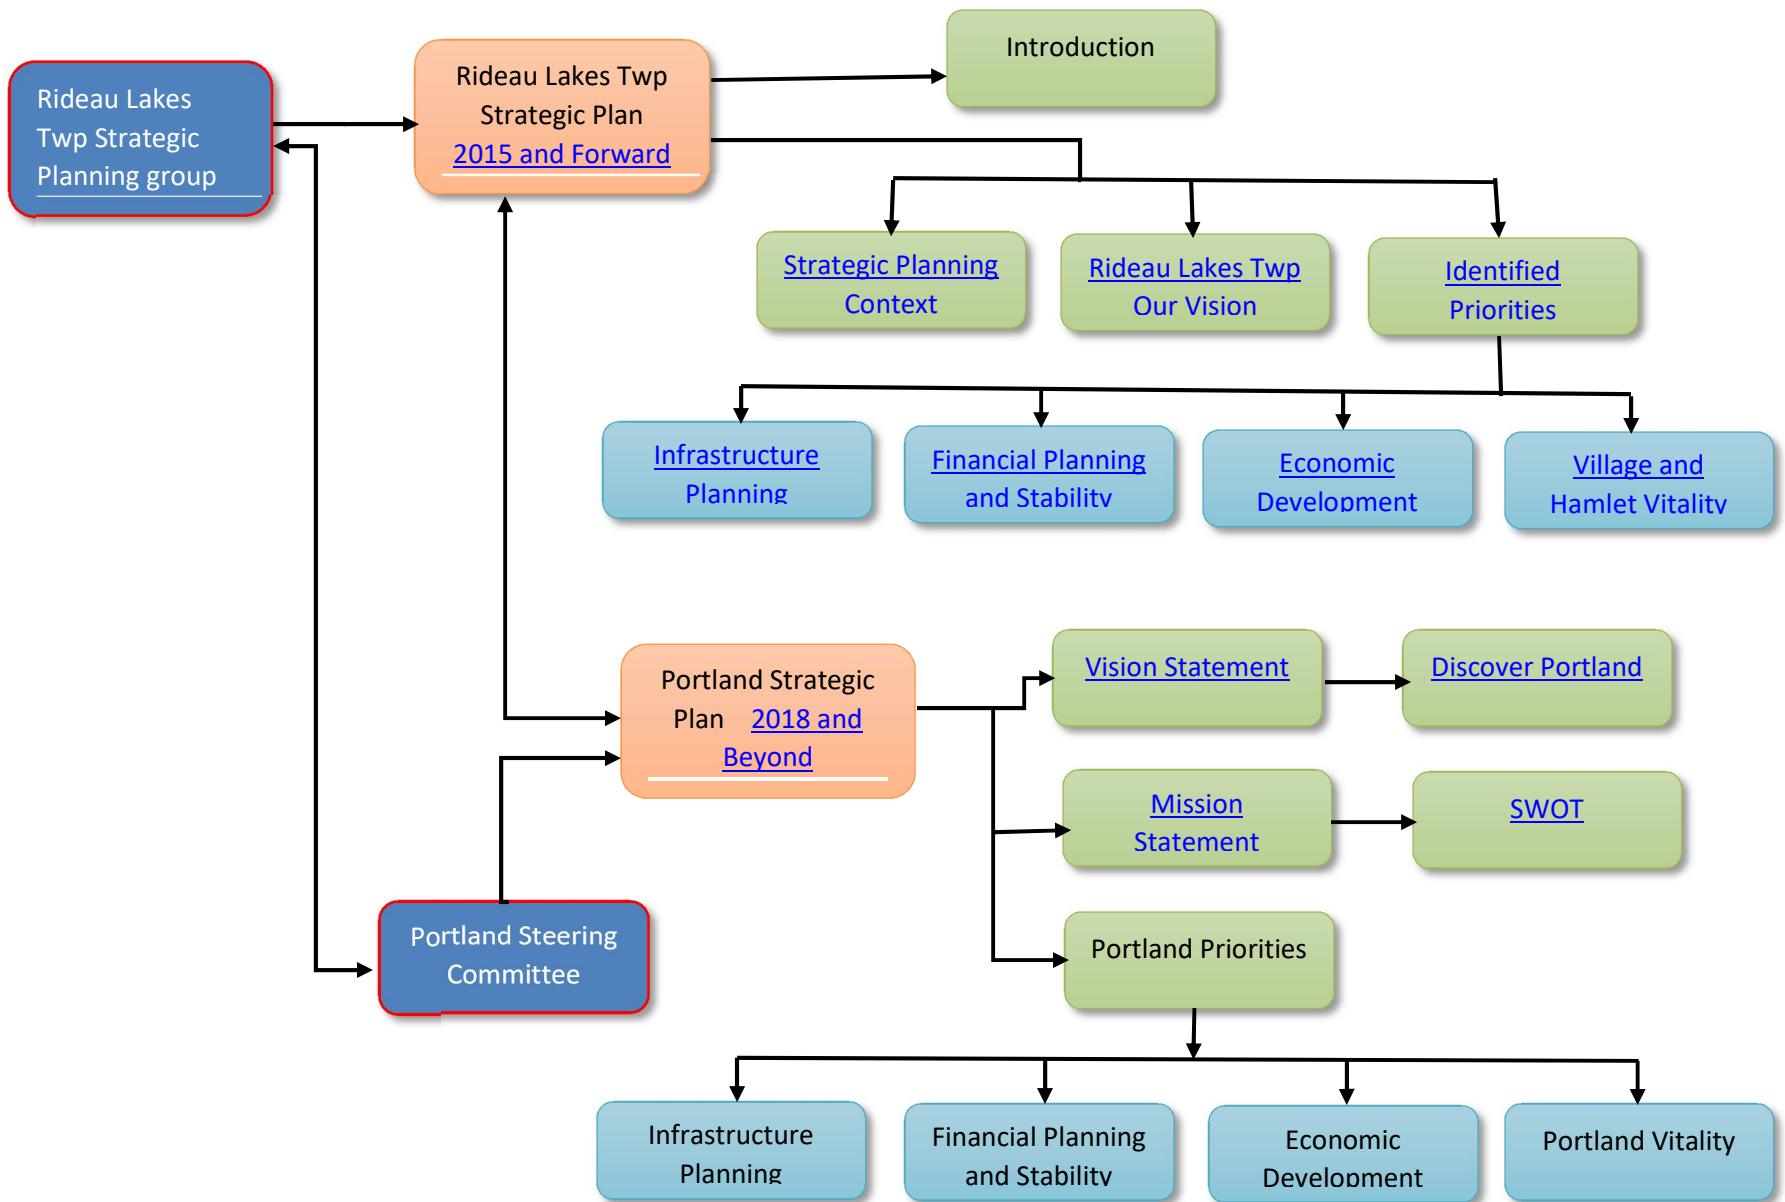 Introduction
Rideau Lakes
Twp Strategic
Planning group
Rideau Lakes Twp
Strategic Plan
2015 and Forward
Strategic Planning
Context
Rideau Lakes Twp
Our Vision
Identified
Priorities
Infrastructure
Planning
Financial Planning
and Stability
Economic
Development
Village and
Hamlet Vitality
Portland Strategic
Plan 2018 and
Beyond
Vision Statement
Discover Portland
Mission
Statement
SWOT
Portland Steering
Committee
Portland Priorities
Infrastructure
Planning
Financial Planning
and Stability
Economic
Development
Portland Vitality